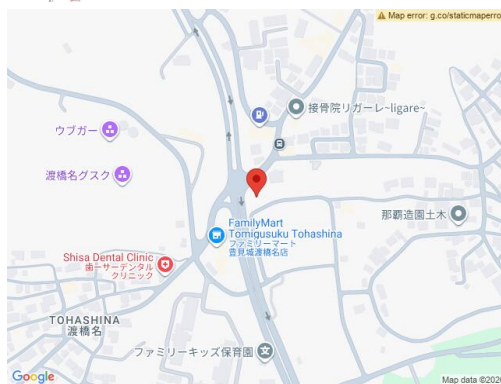 Map error: g.co/staticmaperro
接骨院リガーレ~ligare~
ウブガー
渡橋名グスク
那覇造園土木
FamilyMart
Tomigusuku Tohashina
ファミリーマート
豊見城渡橋名店
Shisa Dental Clinic
歯ーサーデンタル
クリニック
TOHASHINA
渡橋名
ファミリーキッズ保育園
Google
Map data ©2020